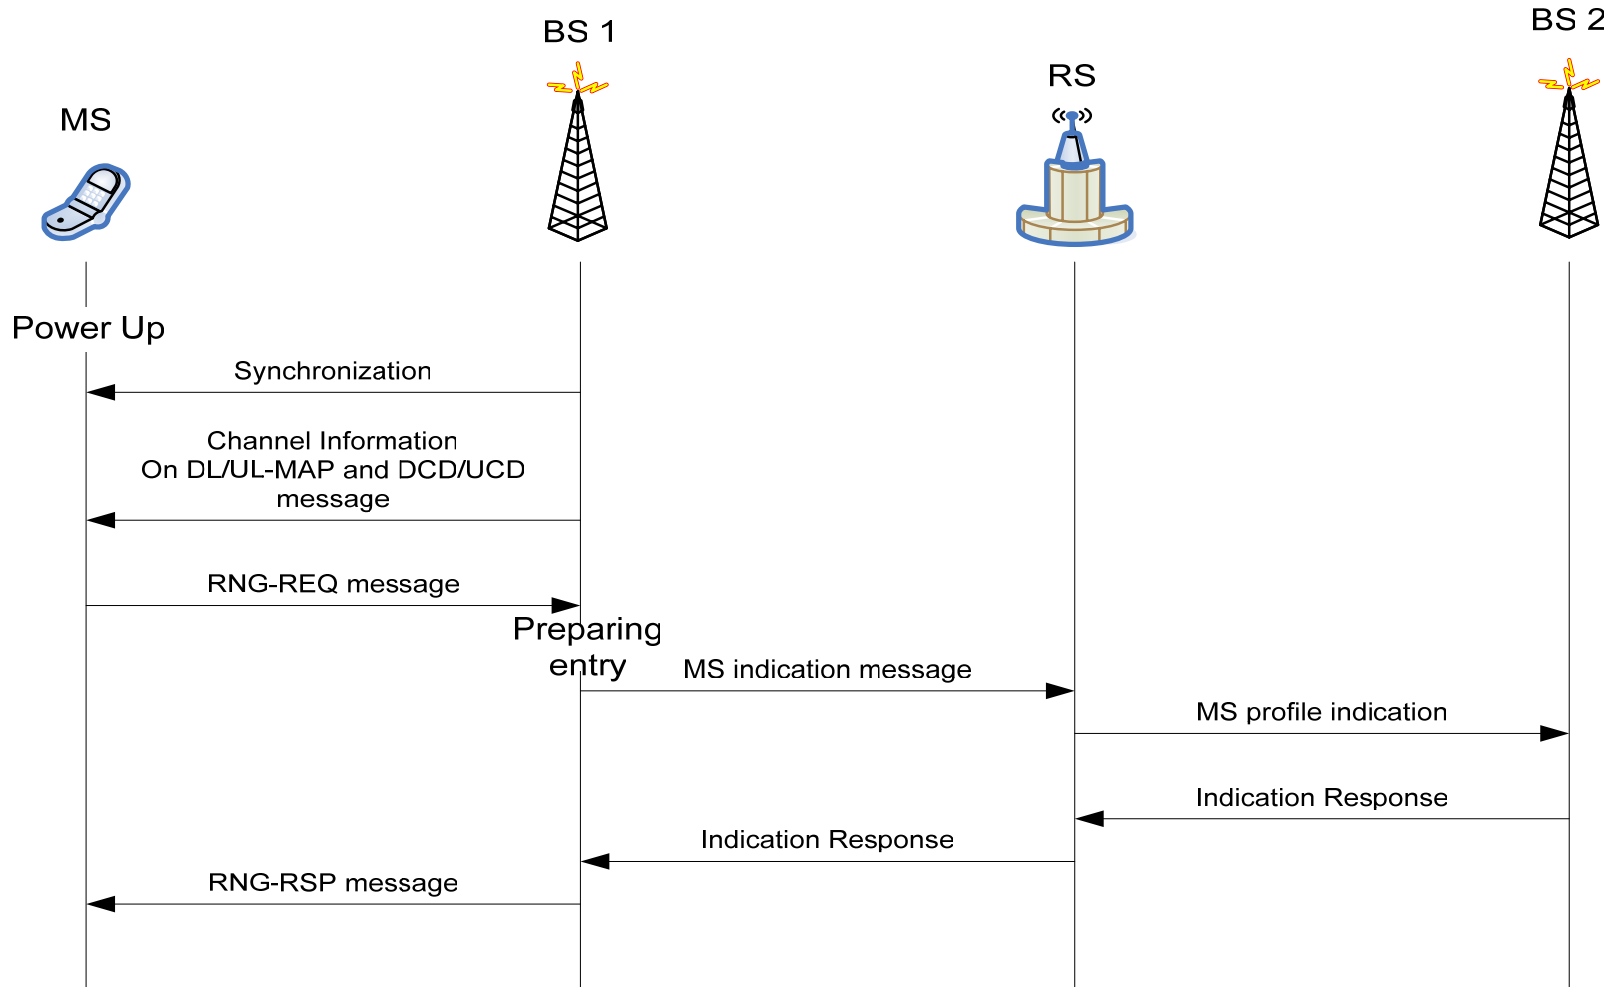 BS 1
BS 2
RS
MS
Power Up
Synchronization
Channel Information
On DL/UL-MAP and DCD/UCD
message
RNG-REQ message
Preparing
entry
MS indication message
MS profile indication
Indication Response
Indication Response
RNG-RSP message